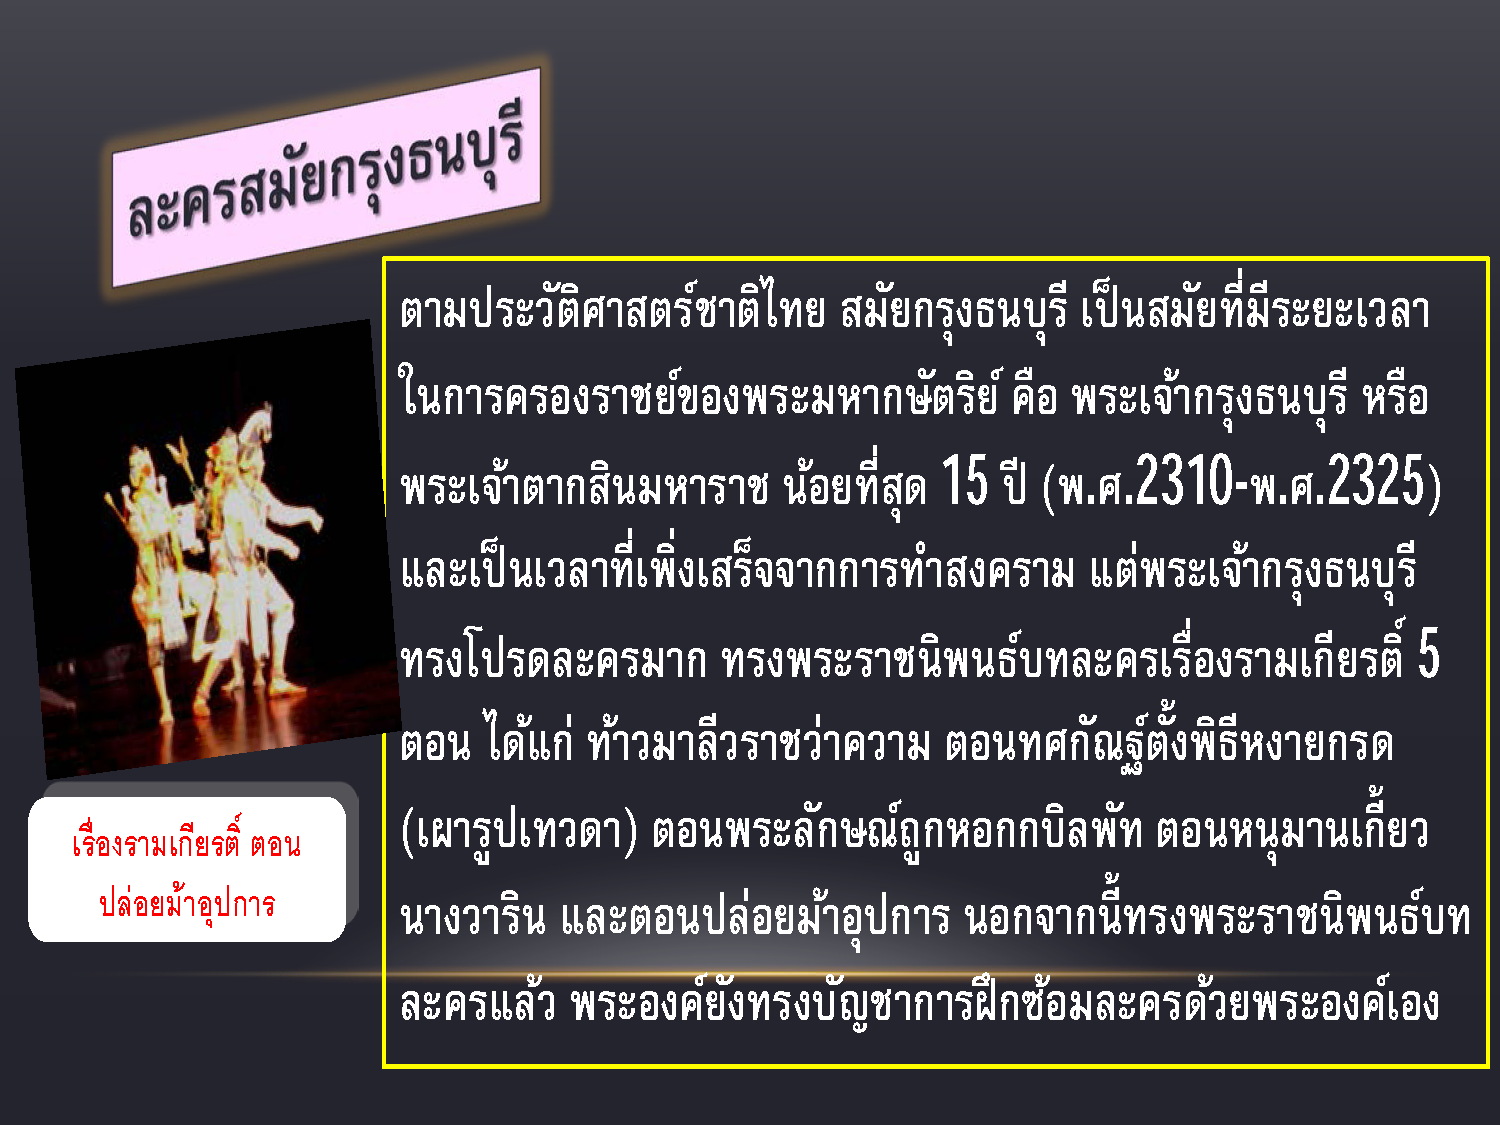 ละครสมัยกรุงธนบุรี
ตามประวัติศาสตร์ชาติไทย สมัยกรุงธนบุรี เป็นสมัยที่มีระยะเวลา
ในการครองราชย์ของพระมหากษัตริย์ คือ พระเจ้ากรุงธนบุรี หรือ
พระเจ้าตากสินมหาราช น้อยที่สุด 15 ปี (พ.ศ.2310-พ.ศ.2325)
และเป็นเวลาที่เพิ่งเสร็จจากการทำสงคราม แต่พระเจ้ากรุงธนบุรี
ทรงโปรดละครมาก ทรงพระราชนิพนธ์บทละครเรื่องรามเกียรติ์ 5
ตอน ได้แก่ ท้าวมาลีวราชว่าความ ตอนทศกัณฐ์ตั้งพิธีหงายกรด
(เผารูปเทวดา) ตอนพระลักษณ์ถูกหอกกบิลพัท ตอนหนุมานเกี้ยว
นางวาริน และตอนปล่อยม้าอุปการ นอกจากนี้ทรงพระราชนิพนธ์บท
ละครแล้ว พระองค์ยังทรงบัญชาการฝึกซ้อมละครด้วยพระองค์เอง
เรื่องรามเกียรติ์ ตอน
ปล่อยม้าอุปการ